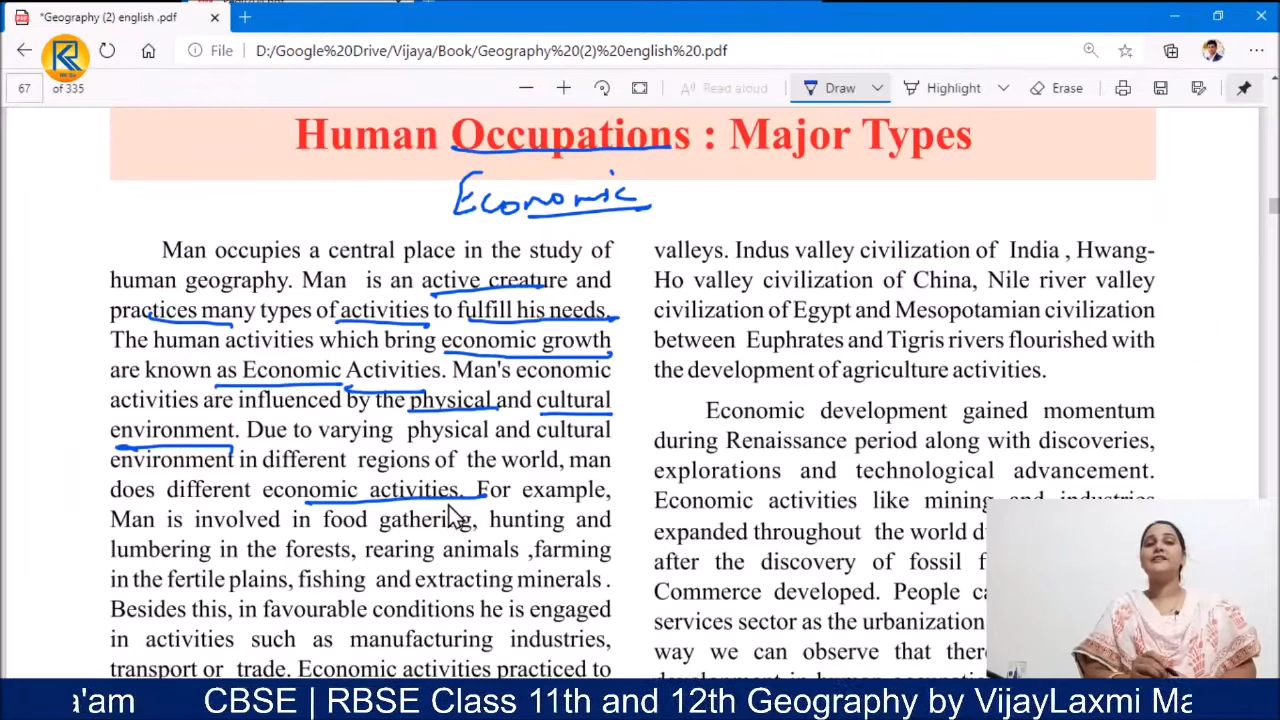 *Geography (2) english .pdf
File D:/Google%20Drive/Vijaya/Book/Geography%20(2)%20english%20.pdf
67 of 335 Read aloud Draw Highlight Erase
Human Occupations : Major Types
Economic
Man occupies a central place in the study of
human geography. Man is an active creature and
practices many types of activities to fulfill his needs.
The human activities which bring economic growth
are known as Economic Activities. Man's economic
activities are influenced by the physical and cultural
environment. Due to varying physical and cultural
environment in different regions of the world, man
does different economic activities. For example,
Man is involved in food gathering, hunting and
lumbering in the forests, rearing animals ,farming
in the fertile plains, fishing and extracting minerals .
Besides this, in favourable conditions he is engaged
in activities such as manufacturing industries,
transport or trade. Economic activities practiced to
valleys. Indus valley civilization of India , Hwang-
Ho valley civilization of China, Nile river valley
civilization of Egypt and Mesopotamian civilization
between Euphrates and Tigris rivers flourished with
the development of agriculture activities.
Economic development gained momentum
during Renaissance period along with discoveries,
explorations and technological advancement.
Economic activities like mining and industries
expanded throughout the world
after the discovery of fossil
Commerce developed. People
services sector as the urbanization
way we can observe that
a'am CBSE | RBSE Class 11th and 12th Geography by VijayLaxmi Ma